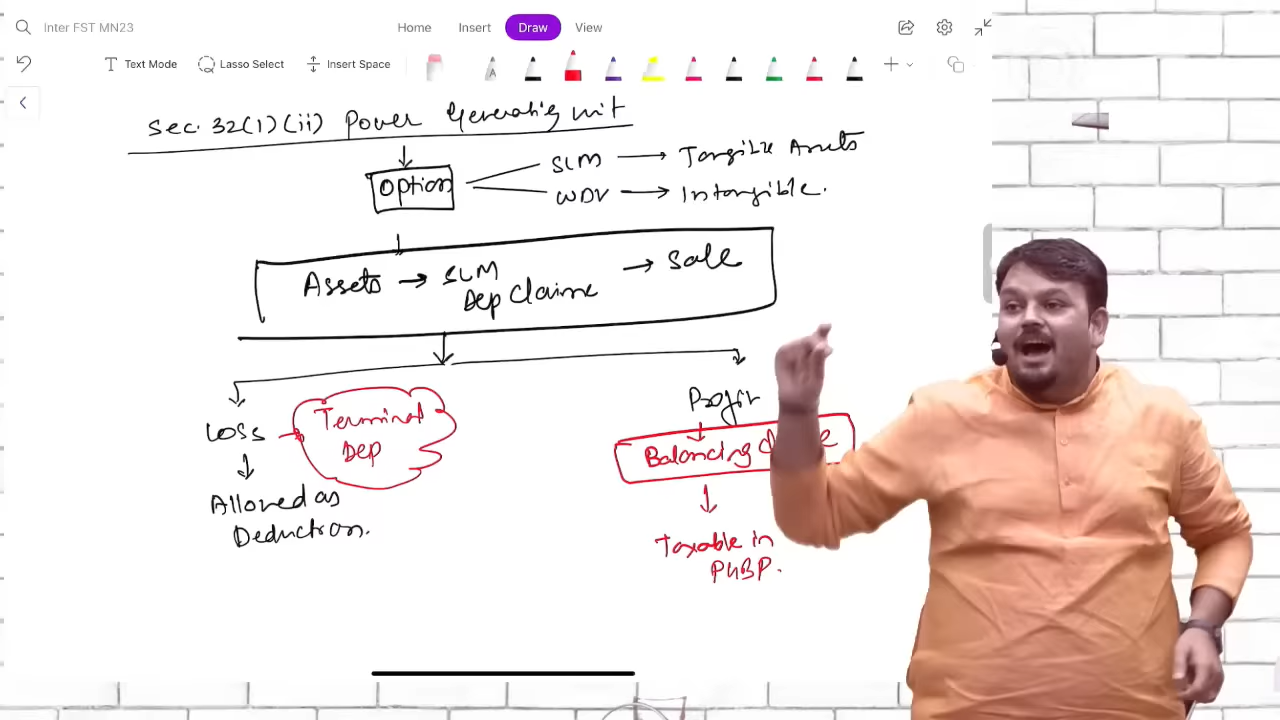 Inter FST MN23
Home Insert Draw View
Text Mode Lasso Select Insert Space
Sec. 32(1)(ii) Power Generating unit
Option
SLM → Tangible Assets
WDV → Intangible.
Assets → SLM → Sale
Dep Claime
Loss → Terminal
Dep
Allowed as
Deduction.
Profit
Balancing
Taxable in
PGBP.